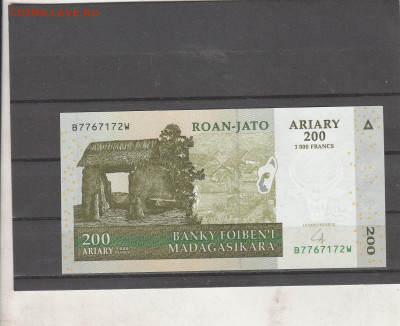 B7767172W
ROAN-JATO
ARIARY
200
1 000 FRANCS
200
ARIARY
BANKY FOIBEN'I
MADAGASIKARA
B7767172W
200